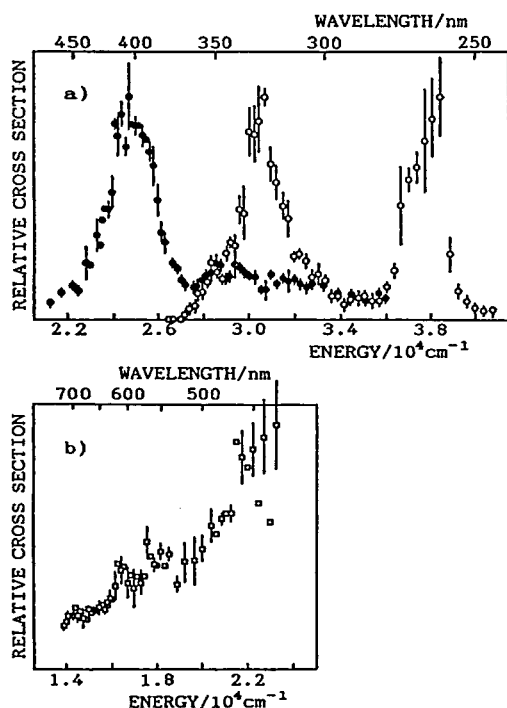 WAVELENGTH/nm
450 400 350 300 250
a)
RELATIVE CROSS SECTION
2.2 2.6 3.0 3.4 3.8
ENERGY/10⁴cm⁻¹
WAVELENGTH/nm
700 600 500
b)
RELATIVE CROSS SECTION
1.4 1.8 2.2
ENERGY/10⁴cm⁻¹